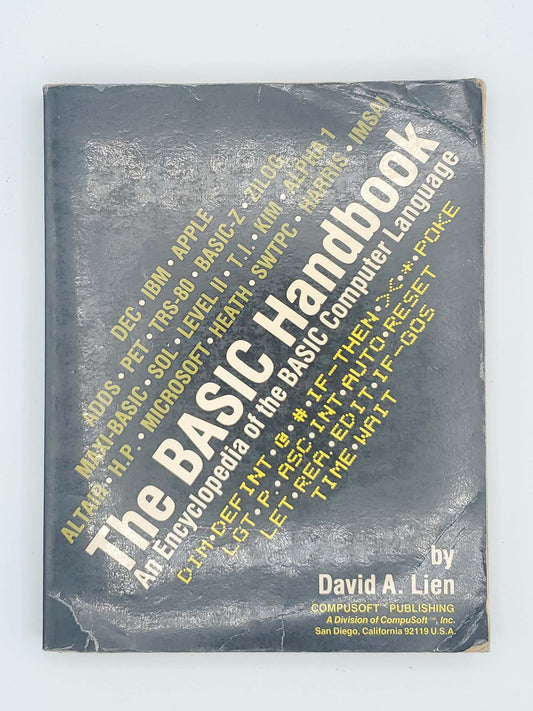 DEC · IBM · APPLE
ADDS · PET · TRS-80 · BASIC-Z · ZILOG
MAXI-BASIC · SOL · LEVEL II · T.I. · KIM · ALPHA 1
ALTAIR · H.P. · MICROSOFT · HEATH · SWTPC · HARRIS · IMSAI
The BASIC Handbook
An Encyclopedia of the BASIC Computer Language
DIM·DEFINT·@·#·IF-THEN·*·POKE
LGT·P.·ASC·INT·AUTO·RESET
LET·REA·EDIT·IF-GOS
TIME·WAIT
by
David A. Lien
COMPUSOFT PUBLISHING
A Division of CompuSoft ™, Inc.
San Diego, California 92119 U.S.A.